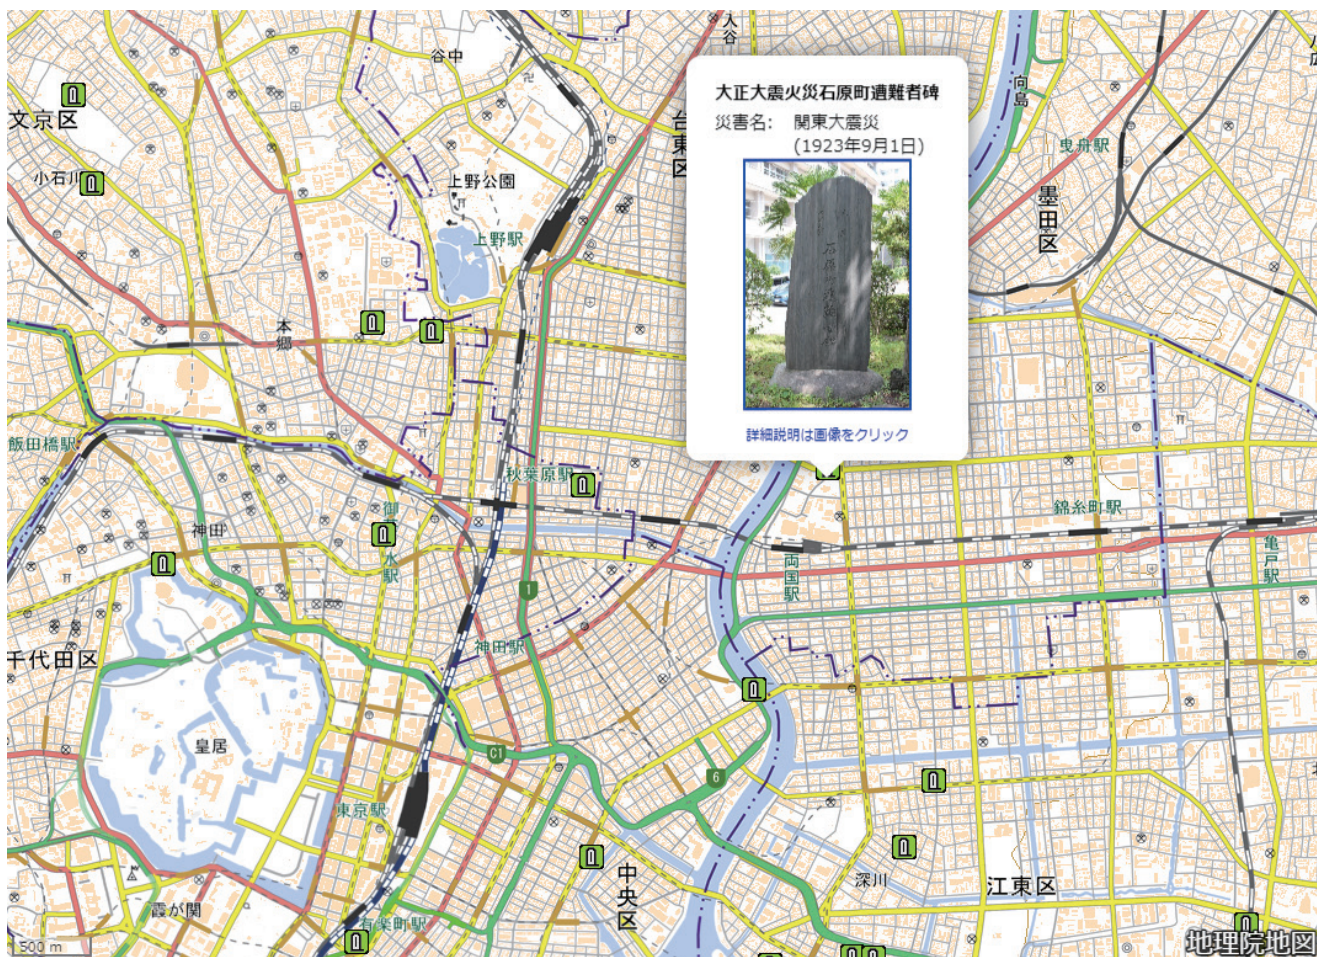 入谷
谷中
文京区
小石川
上野公園
上野駅
台東区
向島
八広
曳舟駅
墨田区
大正大震火災石原町遭難者碑
災害名: 関東大震災
(1923年9月1日)
詳細説明は画像をクリック
本郷
飯田橋駅
秋葉原駅
御
水駅
神田
錦糸町駅
両国駅
亀戸駅
1
神田駅
千代田区
皇居
C1
6
東京駅
中央区
深川
江東区
霞が関
有楽町駅
500 m
地理院地図